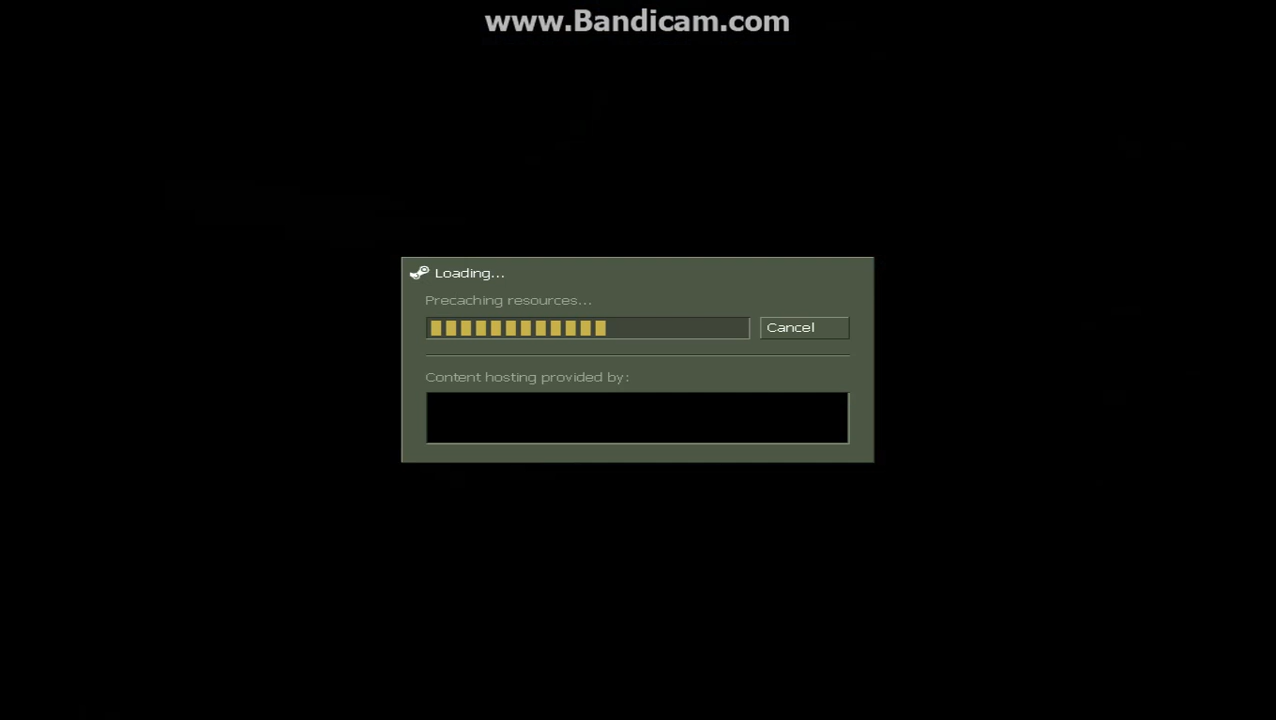 www.Bandicam.com
Loading...
Precaching resources...
Cancel
Content hosting provided by: